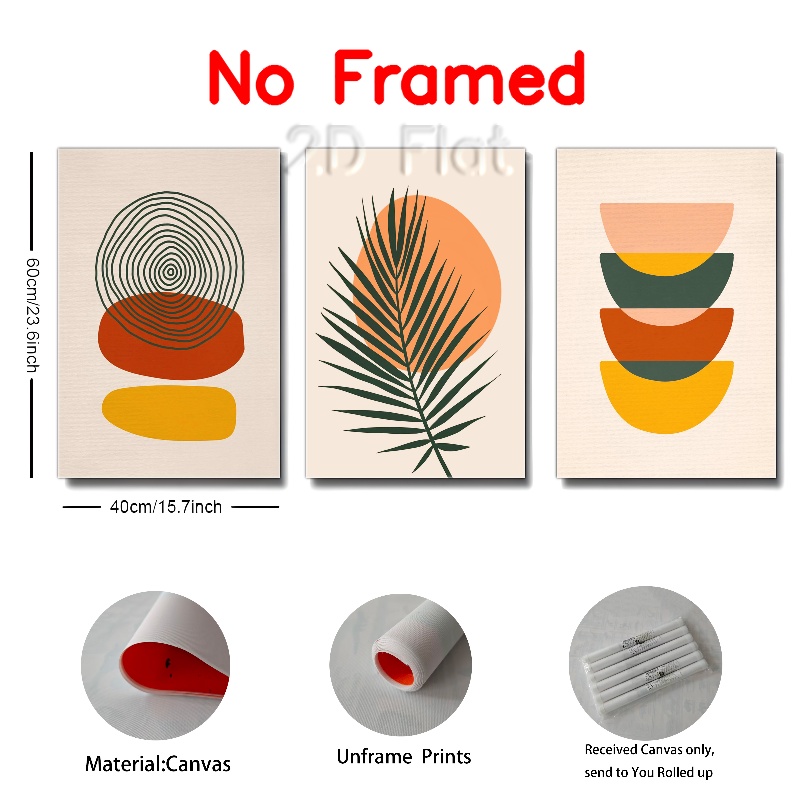 No Framed
2D Flat
60cm/23.6inch
40cm/15.7inch
Material:Canvas
Unframe Prints
Received Canvas only,
send to You Rolled up